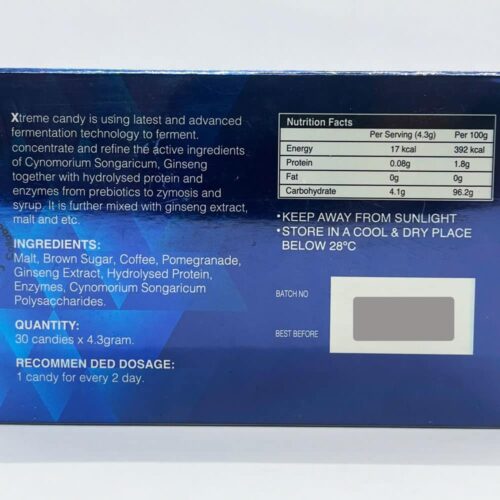 Xtreme candy is using latest and advanced
fermentation technology to ferment.
concentrate and refine the active ingredients
of Cynomorium Songaricum, Ginseng
together with hydrolysed protein and
enzymes from prebiotics to zymosis and
syrup. It is further mixed with ginseng extract,
malt and etc.
INGREDIENTS:
Malt, Brown Sugar, Coffee, Pomegranade,
Ginseng Extract, Hydrolysed Protein,
Enzymes, Cynomorium Songaricum
Polysaccharides.
QUANTITY:
30 candies x 4.3gram.
RECOMMEN DED DOSAGE:
1 candy for every 2 day.
Nutrition Facts
Per Serving (4.3g) Per 100g
Energy 17 kcal 392 kcal
Protein 0.08g 1.8g
Fat 0g 0g
Carbohydrate 4.1g 96.2g
•KEEP AWAY FROM SUNLIGHT
•STORE IN A COOL & DRY PLACE
BELOW 28°C
BATCH NO
BEST BEFORE